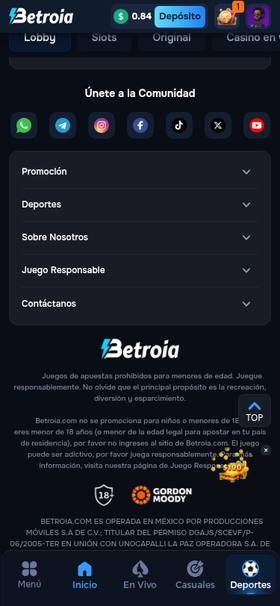 Betroia
$ 0.84 Depósito
1
Lobby Slots Original Casino en
Únete a la Comunidad
Promoción
Deportes
Sobre Nosotros
Juego Responsable
Contáctanos
Betroia
Juegos de apuestas prohibidos para menores de edad. Juegue
responsablemente. No olvide que el principal propósito es la recreación,
diversión y esparcimiento.
TOP
Betroia.com no se promociona para niños o menores de 18
eres menor de 18 años (o menor de la edad legal para apostar en tu país
de residencia), por favor no ingreses al sitio de Betroia.com. El juego
puede ser adictivo, por favor juega responsablemente.
información, visita nuestra página de Juego
$100
18+ GORDON
MOODY
BETROIA.COM ES OPERADA EN MÉXICO POR PRODUCCIONES
MÓVILES S.A DE C.V.; TITULAR DEL PERMISO DGAJS/SCEVF/P-
06/2005-TER EN UNIÓN CON UNOCAPALLI LA PAZ OPERADORA S.A. DE
Menú Inicio En Vivo Casuales Deportes